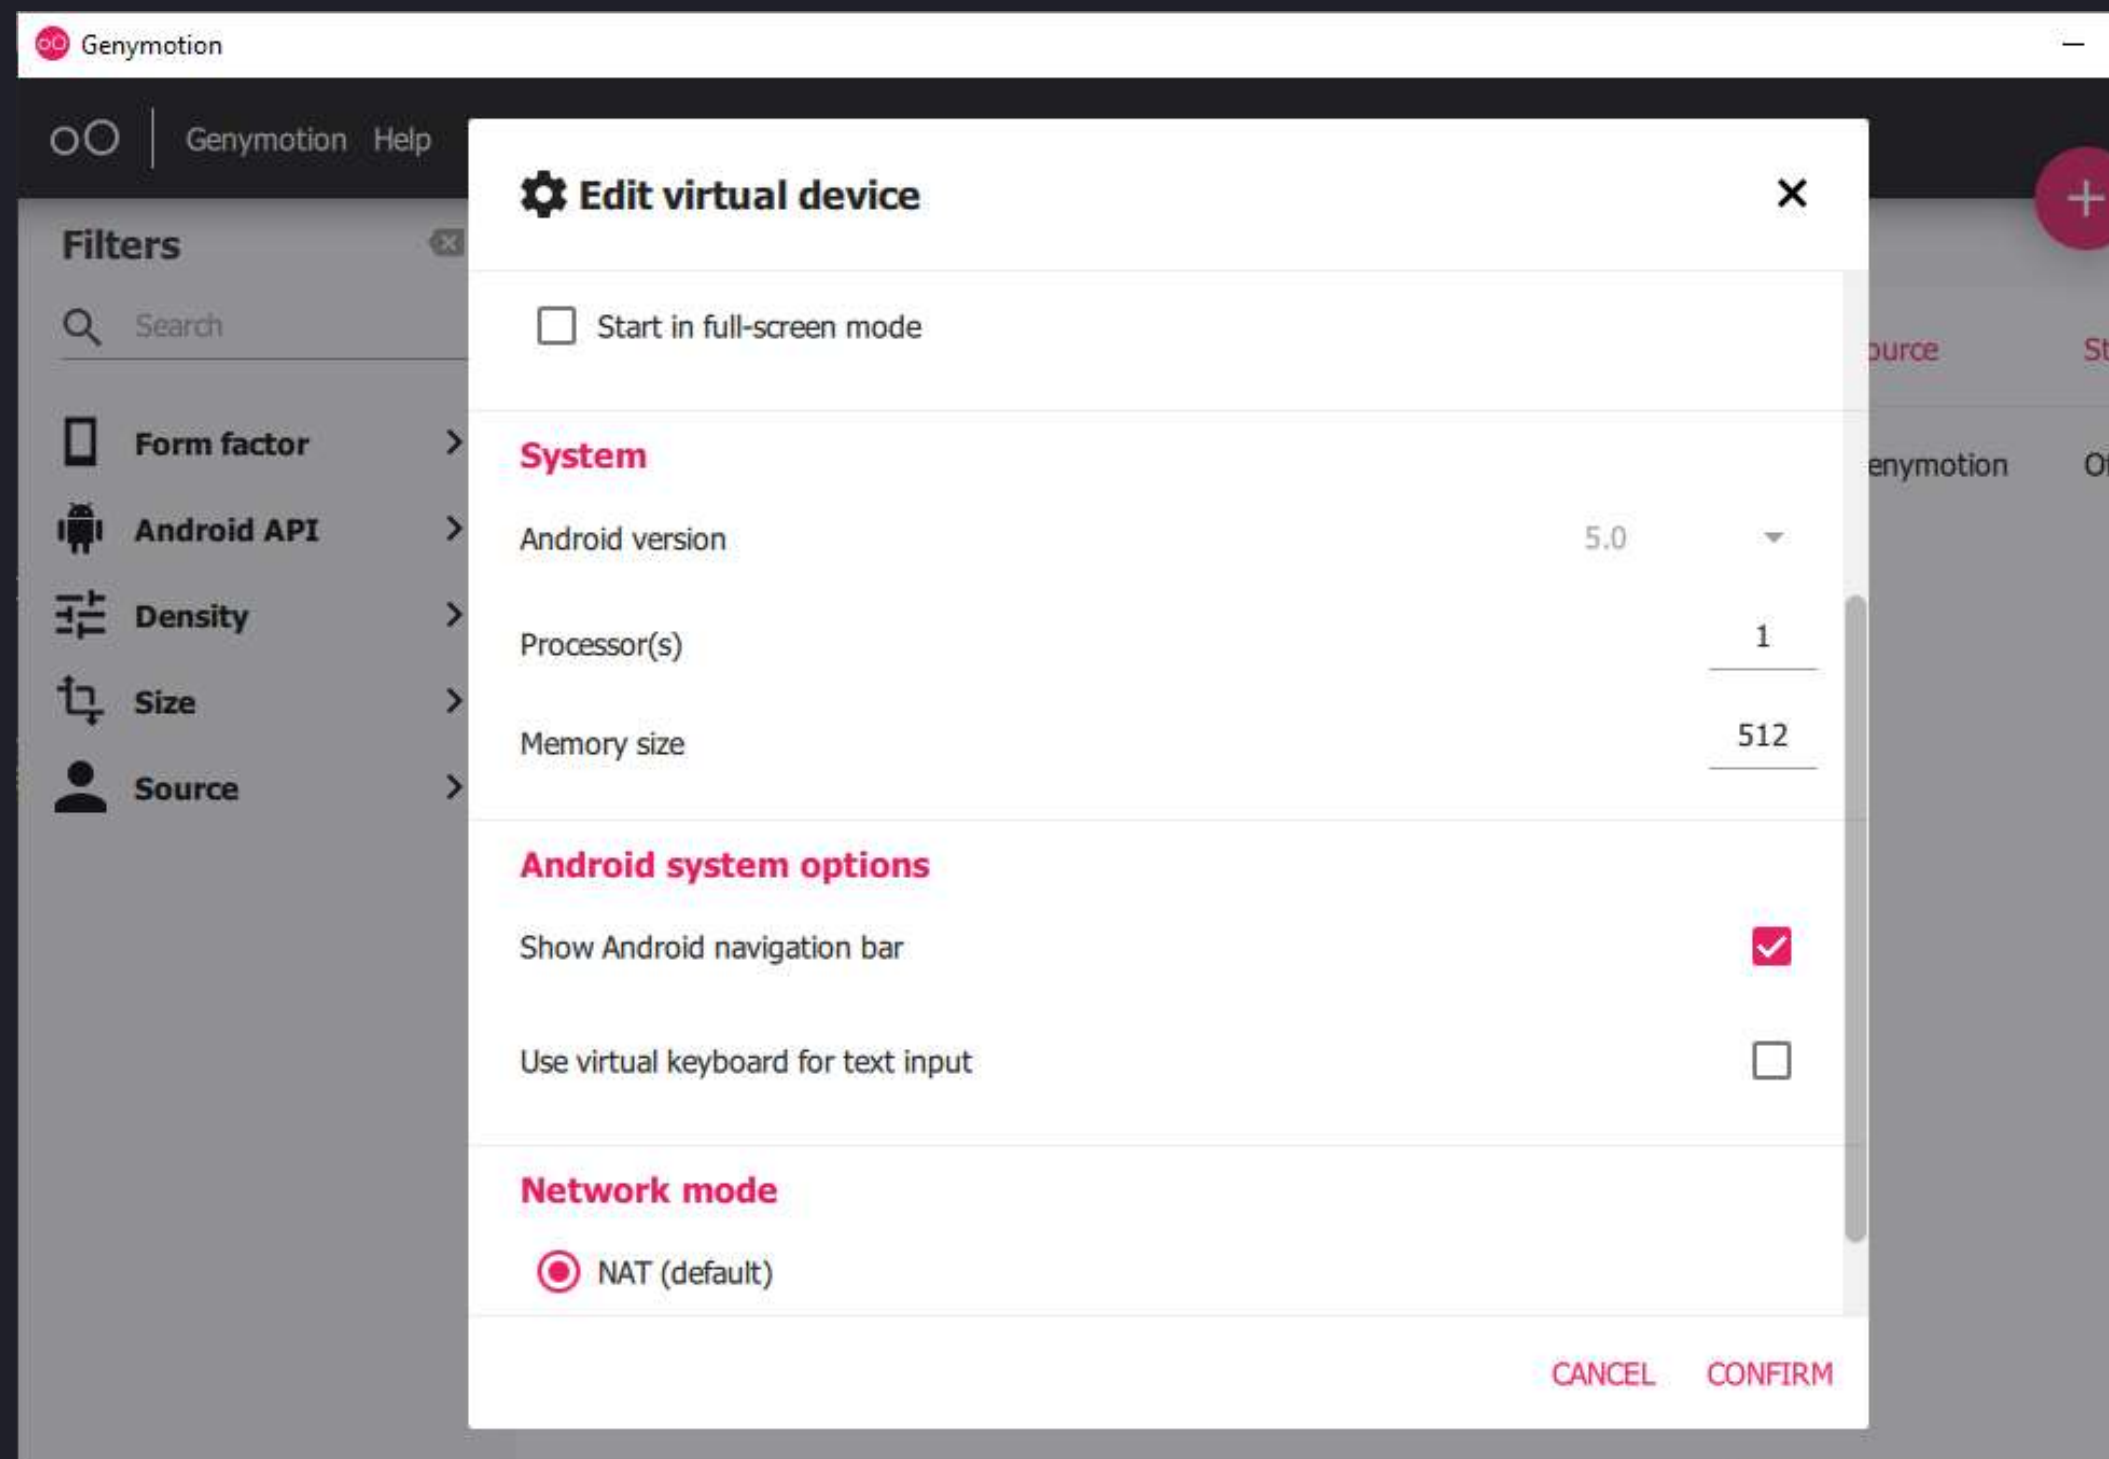 Genymotion
Genymotion Help
Edit virtual device
Filters
Search
Start in full-screen mode
Form factor
System
Android API
Android version 5.0
Density
Processor(s) 1
Size
Memory size 512
Source
Android system options
Show Android navigation bar
Use virtual keyboard for text input
Network mode
NAT (default)
CANCEL CONFIRM